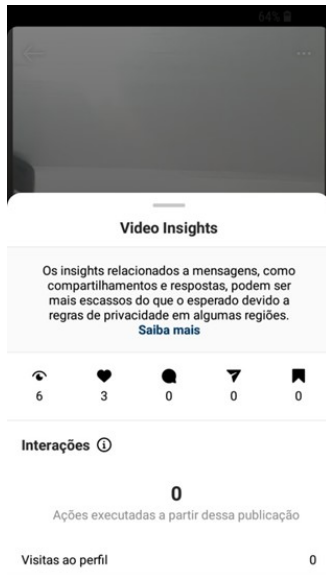 64%
Video Insights
Os insights relacionados a mensagens, como
compartilhamentos e respostas, podem ser
mais escassos do que o esperado devido a
regras de privacidade em algumas regiões.
Saiba mais
6 3 0 0 0
Interações
0
Ações executadas a partir dessa publicação
Visitas ao perfil 0